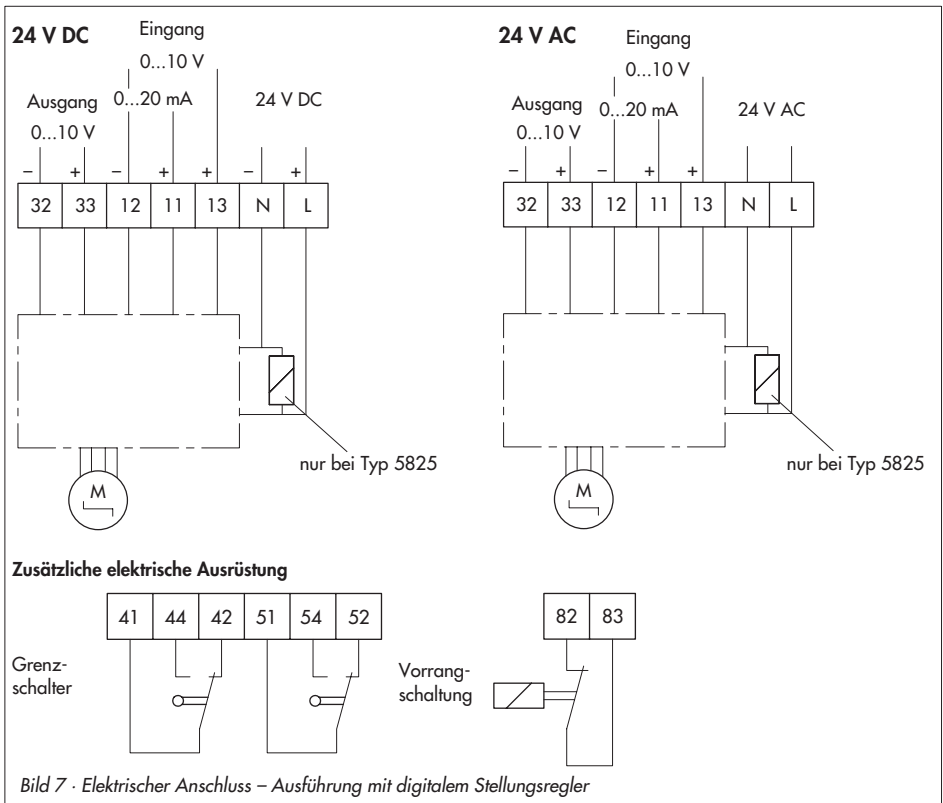 24 V DC
Eingang
0...10 V
Ausgang
0...10 V
0...20 mA
24 V DC
– + – + + – +
32 33 12 11 13 N L
nur bei Typ 5825
M
24 V AC
Eingang
0...10 V
Ausgang
0...10 V
0...20 mA
24 V AC
– + – + +
32 33 12 11 13 N L
nur bei Typ 5825
M
Zusätzliche elektrische Ausrüstung
41 44 42 51 54 52
Grenz-
schalter
82 83
Vorrang-
schaltung
Bild 7 · Elektrischer Anschluss – Ausführung mit digitalem Stellungsregler